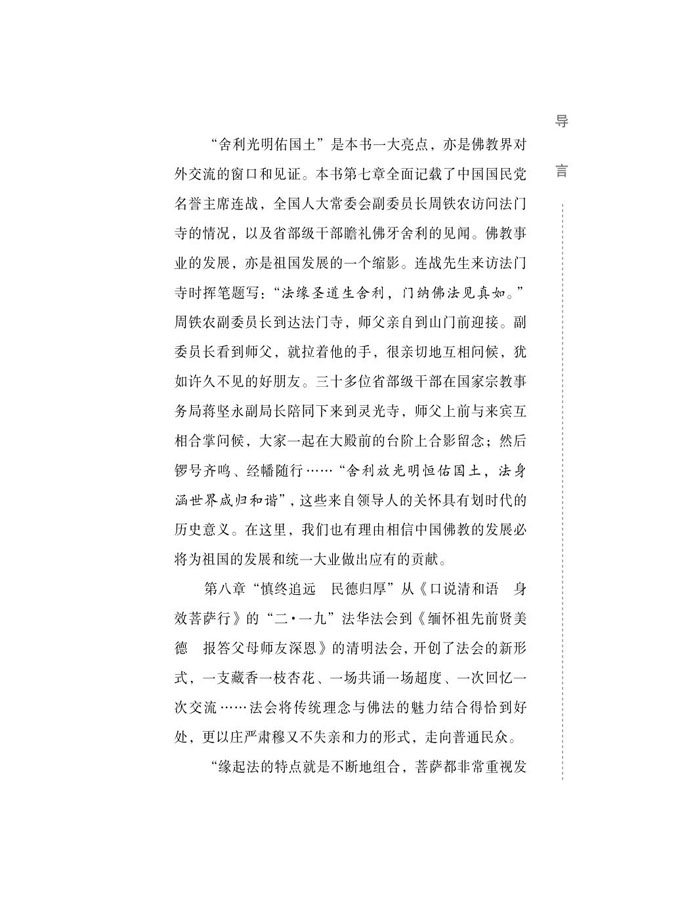 导言
“舍利光明佑国土”是本书一大亮点，亦是佛教界对
外交流的窗口和见证。本书第七章全面记载了中国国民党
名誉主席连战，全国人大常委会副委员长周铁农访问法门
寺的情况，以及省部级干部瞻礼佛牙舍利的见闻。佛教事
业的发展，亦是祖国发展的一个缩影。连战先生来访法门
寺时挥笔题写：“法缘圣道生舍利，门纳佛法见真如。”
周铁农副委员长到达法门寺，师父亲自到山门前迎接。副
委员长看到师父，就拉着他的手，很亲切地互相问候，犹
如许久不见的好朋友。三十多位省部级干部在国家宗教事
务局蒋坚永副局长陪同下来到灵光寺，师父上前与来宾互
相合掌问候，大家一起在大殿前的台阶上合影留念；然后
锣号齐鸣、经幡随行……“舍利放光明恒佑国土，法身
涵世界咸归和谐”，这些来自领导人的关怀具有划时代的
历史意义。在这里，我们也有理由相信中国佛教的发展必
将为祖国的发展和统一大业做出应有的贡献。
第八章“慎终追远　民德归厚”从《口说清和语　身
效菩萨行》的“二·一九”法华法会到《缅怀祖先前贤美
德　报答父母师友深恩》的清明法会，开创了法会的新形
式，一支藏香一枝杏花、一场共诵一场超度、一次回忆一
次交流……法会将传统理念与佛法的魅力结合得恰到好
处，更以庄严肃穆又不失亲和力的形式，走向普通民众。
“缘起法的特点就是不断地组合，菩萨都非常重视发